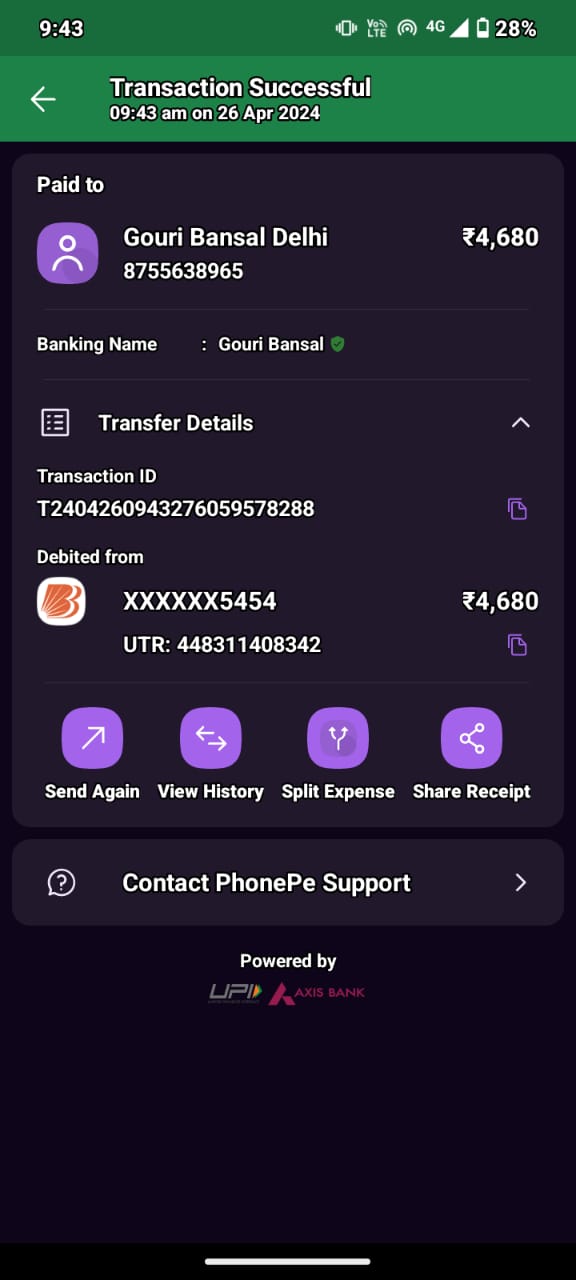 9:43
Vo) LTE 4G 28%
Transaction Successful
09:43 am on 26 Apr 2024
Paid to
Gouri Bansal Delhi ₹4,680
8755638965
Banking Name : Gouri Bansal
Transfer Details
Transaction ID
T2404260943276059578288
Debited from
XXXXXX5454 ₹4,680
UTR: 448311408342
Send Again View History Split Expense Share Receipt
Contact PhonePe Support
Powered by
UPI AXIS BANK